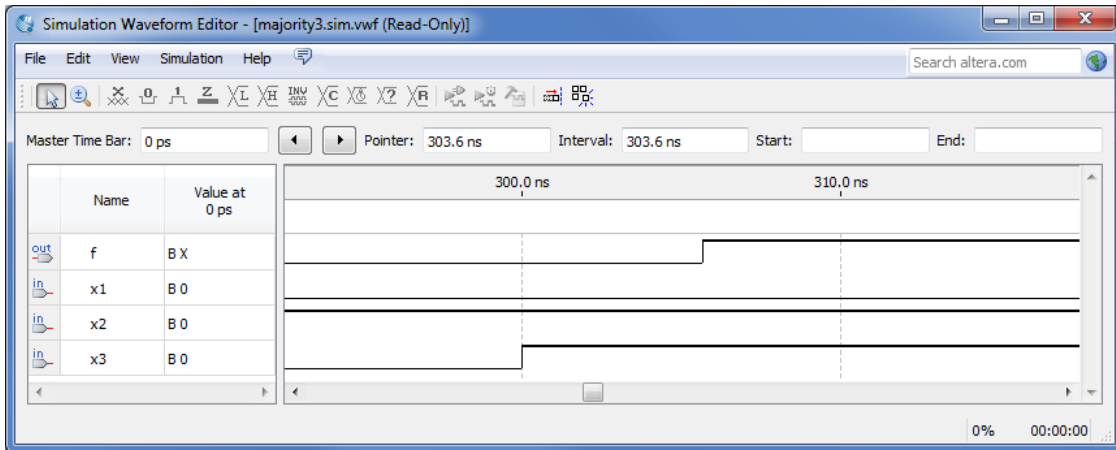 Simulation Waveform Editor - [majority3.sim.vwf (Read-Only)]
File Edit View Simulation Help Search altera.com
Master Time Bar: 0 ps Pointer: 303.6 ns Interval: 303.6 ns Start: End:
Name Value at 0 ps 300.0 ns 310.0 ns
out f B X
in x1 B 0
in x2 B 0
in x3 B 0
0% 00:00:00